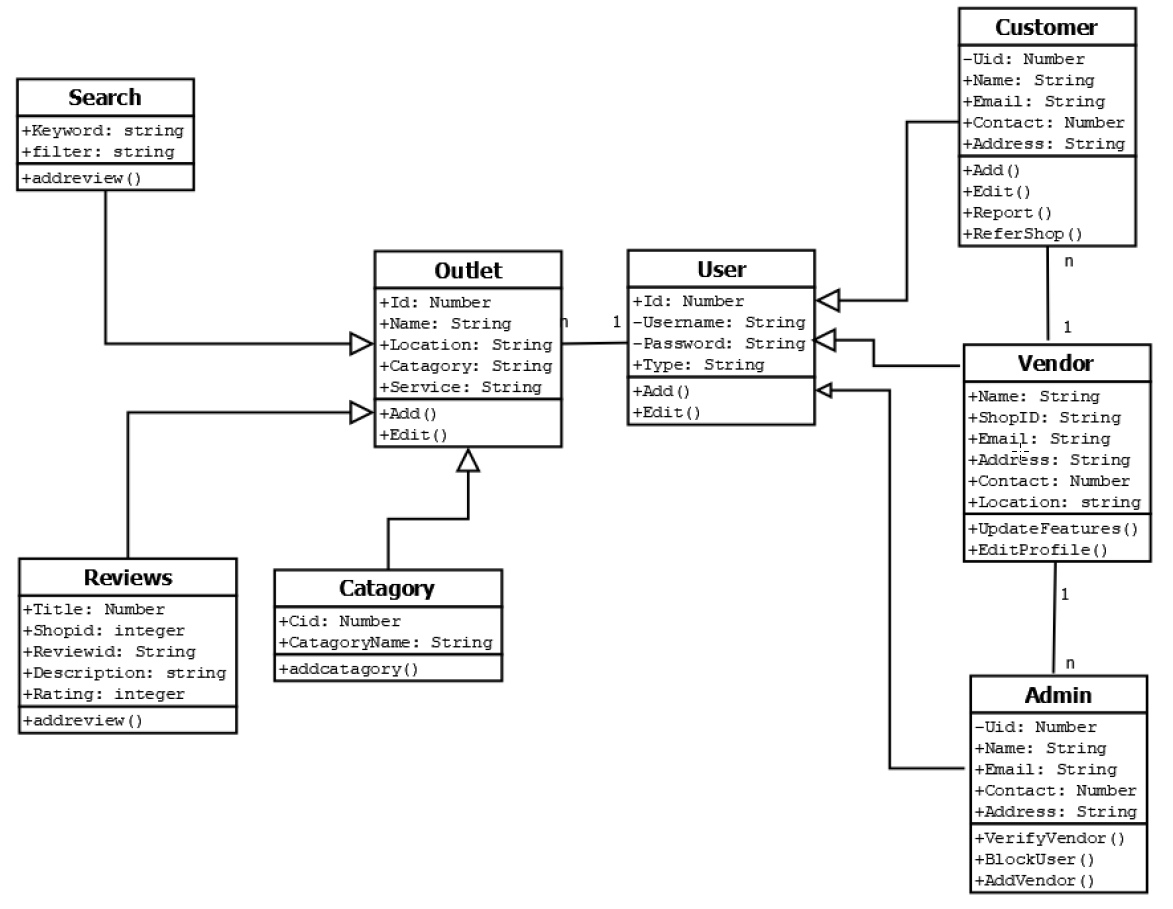 Customer
-Uid: Number
+Name: String
+Email: String
+Contact: Number
+Address: String
+Add()
+Edit()
+Report()
+ReferShop()
Search
+Keyword: string
+filter: string
+addreview()
Outlet
+Id: Number
+Name: String
+Location: String
+Catagory: String
+Service: String
+Add()
+Edit()
n
1
User
+Id: Number
-Username: String
-Password: String
+Type: String
+Add()
+Edit()
n
1
Vendor
+Name: String
+ShopID: String
+Email: String
+Address: String
+Contact: Number
+Location: string
+UpdateFeatures()
+EditProfile()
1
n
Reviews
+Title: Number
+Shopid: integer
+Reviewid: String
+Description: string
+Rating: integer
+addreview()
Catagory
+Cid: Number
+CatagoryName: String
+addcatagory()
Admin
-Uid: Number
+Name: String
+Email: String
+Contact: Number
+Address: String
+VerifyVendor()
+BlockUser()
+AddVendor()